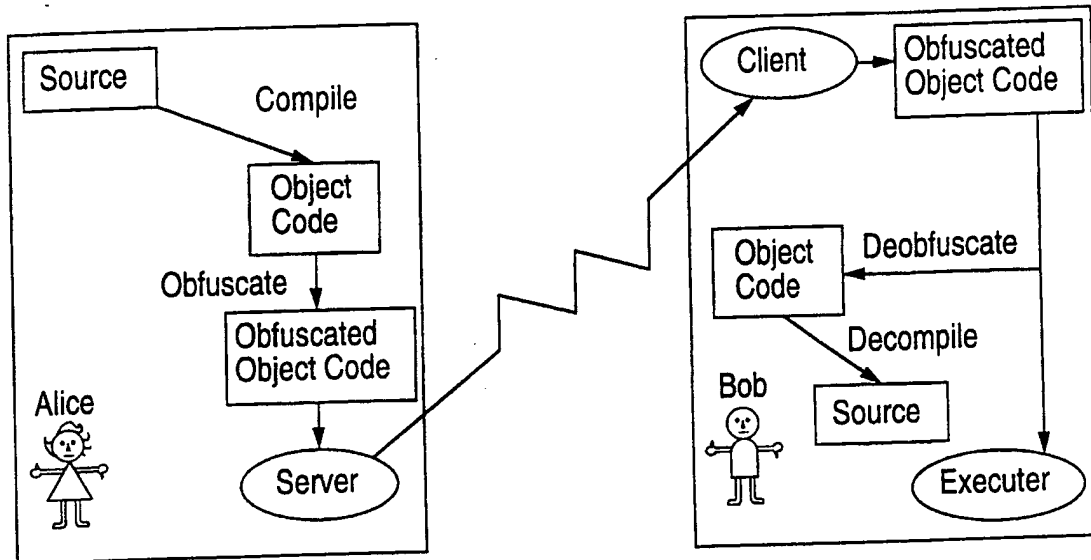 Source
Compile
Object
Code
Obfuscate
Obfuscated
Object Code
Alice
Server
Client
Obfuscated
Object Code
Object
Code
Deobfuscate
Decompile
Bob
Source
Executer